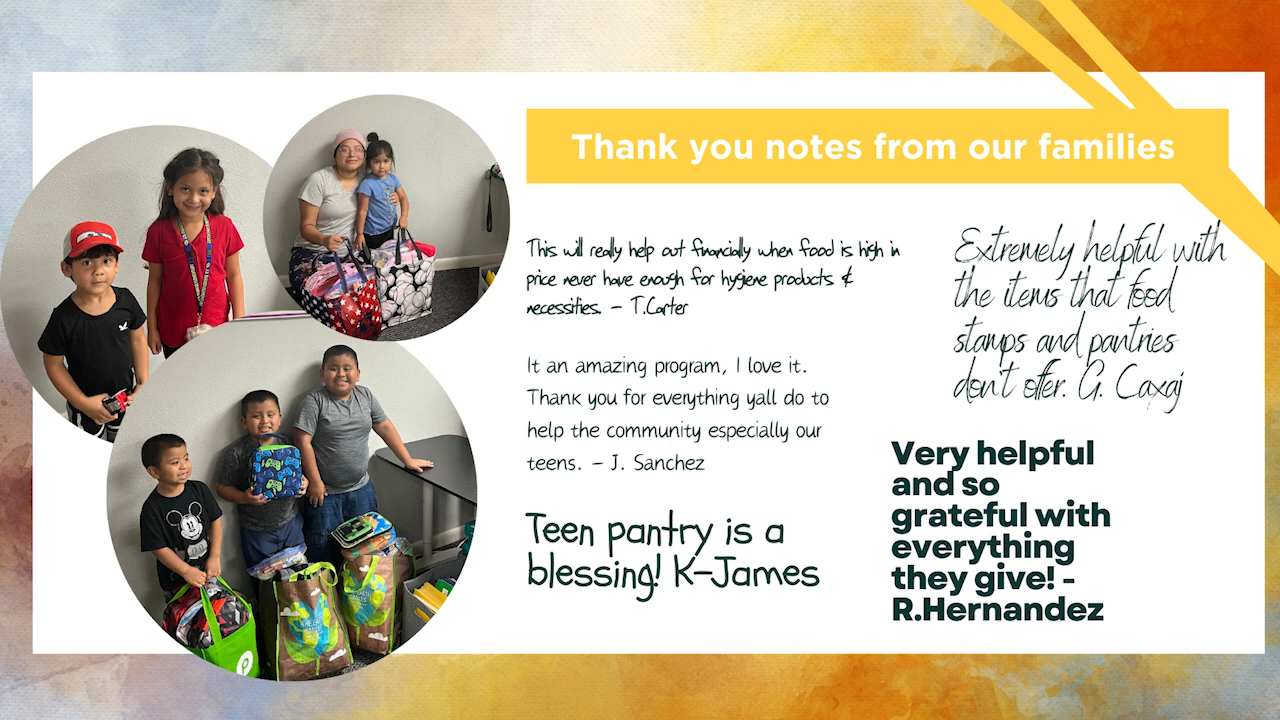 Thank you notes from our families
This will really help out financially when food is high in
price never have enough for hygiene products &
necessities. - T.Carter
It an amazing program, I love it.
Thank you for everything yall do to
help the community especially our
teens. - J. Sanchez
Teen pantry is a
blessing! K-James
Extremely helpful with
the items that food
stamps and pantries
don't offer. G. Caxaj
Very helpful
and so
grateful with
everything
they give! -
R.Hernandez